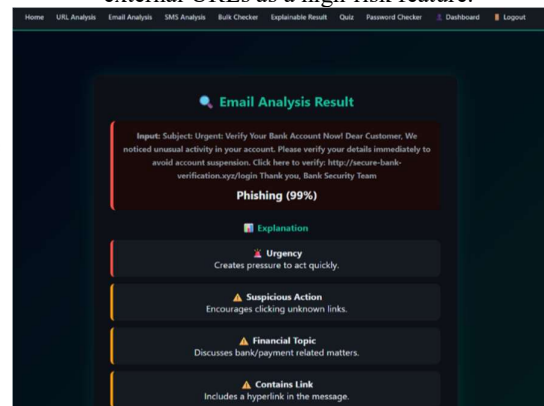 external URLs as a high-risk feature.
Home URL Analysis Email Analysis SMS Analysis Bulk Checker Explainable Result Quiz Password Checker Dashboard Logout
Email Analysis Result
Input: Subject: Urgent: Verify Your Bank Account Now! Dear Customer, We
noticed unusual activity in your account. Please verify your details immediately to
avoid account suspension. Click here to verify: http://secure-bank-
verification.xyz/login Thank you, Bank Security Team
Phishing (99%)
Explanation
Urgency
Creates pressure to act quickly.
Suspicious Action
Encourages clicking unknown links.
Financial Topic
Discusses bank/payment related matters.
Contains Link
Includes a hyperlink in the message.